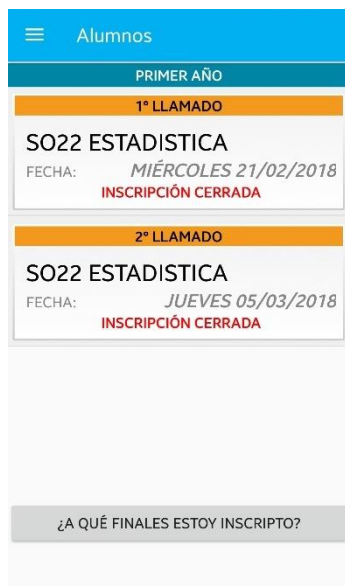 Alumnos
PRIMER AÑO
1° LLAMADO
SO22 ESTADISTICA
FECHA: MIÉRCOLES 21/02/2018
INSCRIPCIÓN CERRADA
2° LLAMADO
SO22 ESTADISTICA
FECHA: JUEVES 05/03/2018
INSCRIPCIÓN CERRADA
¿A QUÉ FINALES ESTOY INSCRIPTO?